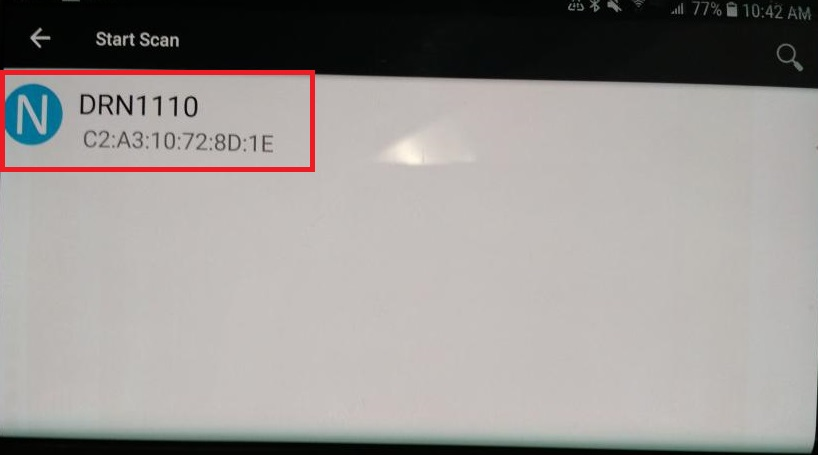 77% 10:42 AM
Start Scan
N
DRN1110
C2:A3:10:72:8D:1E